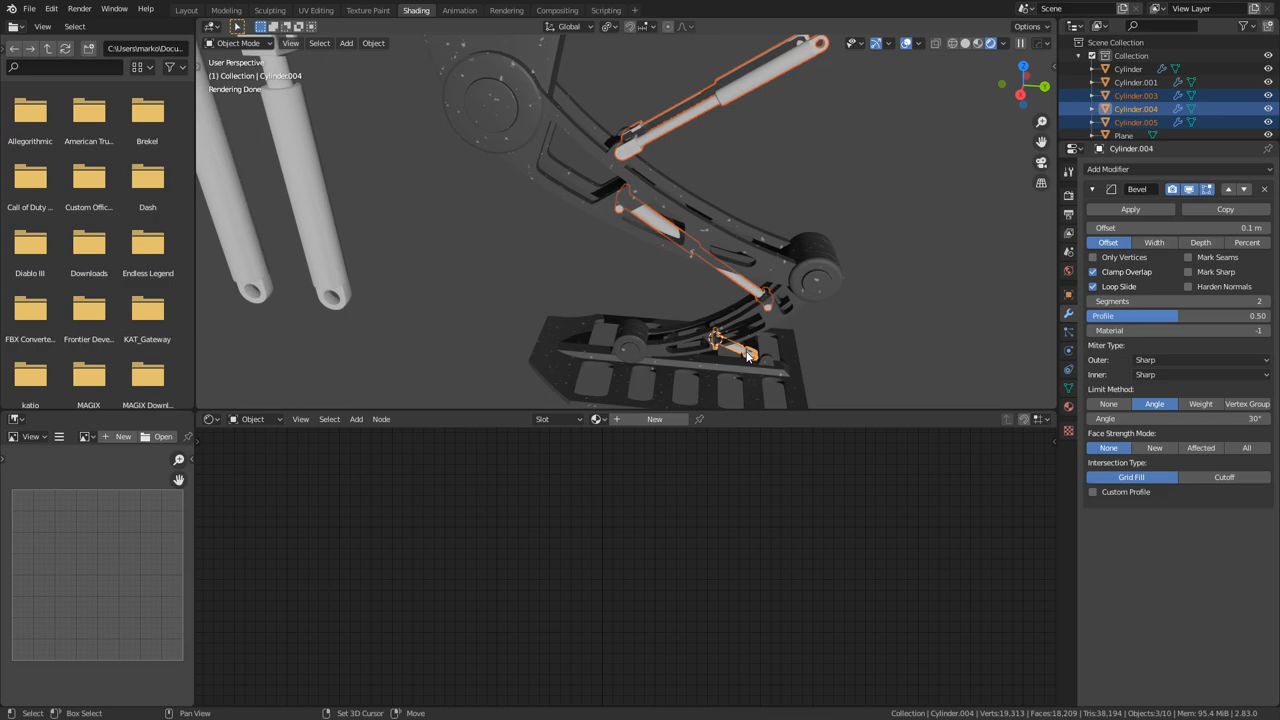 File Edit Render Window Help
Layout Modeling Sculpting UV Editing Texture Paint Shading Animation Rendering Compositing Scripting +
Scene
View Layer
View Select
Global
Options
C:\Users\marko\Docu...
Object Mode View Select Add Object
User Perspective
(1) Collection | Cylinder.004
Rendering Done
Allegorithmic American Tru... Brekel
Call of Duty ... Custom Offic... Dash
Diablo III Downloads Endless Legend
FBX Converte... Frontier Deve... KAT_Gateway
katio MAGIX MAGIX Downl...
Z
Y
X
Scene Collection
Collection
Cylinder
Cylinder.001
Cylinder.003
Cylinder.004
Cylinder.005
Plane
Cylinder.004
Add Modifier
Bevel
Apply Copy
Offset 0.1 m
Offset Width Depth Percent
Only Vertices Mark Seams
Clamp Overlap Mark Sharp
Loop Slide Harden Normals
Segments 2
Profile 0.50
Material -1
Miter Type:
Outer: Sharp
Inner: Sharp
Limit Method:
None Angle Weight Vertex Group
Angle 30°
Face Strength Mode:
None New Affected All
Intersection Type:
Grid Fill Cutoff
Custom Profile
View New Open
Object View Select Add Node Slot New
Select Box Select Pan View Set 3D Cursor Move
Collection | Cylinder.004 | Verts:19,313 | Faces:18,209 | Tris:38,194 | Objects:3/10 | Mem: 95.4 MiB | 2.83.0